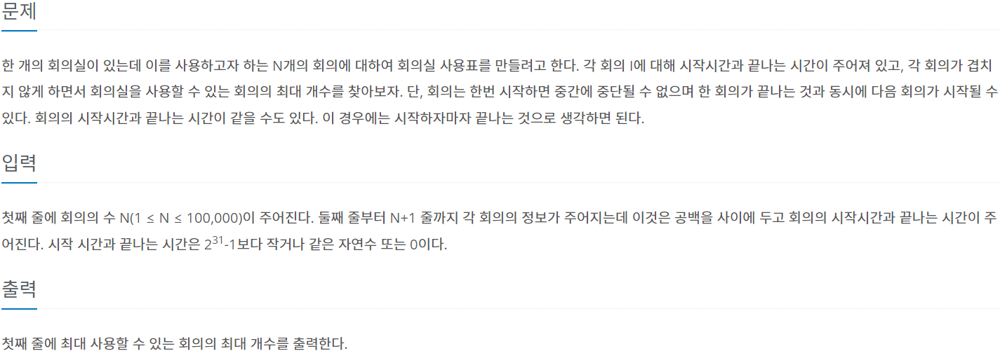 문제
한 개의 회의실이 있는데 이를 사용하고자 하는 N개의 회의에 대하여 회의실 사용표를 만들려고 한다. 각 회의 I에 대해 시작시간과 끝나는 시간이 주어져 있고, 각 회의가 겹치
지 않게 하면서 회의실을 사용할 수 있는 회의의 최대 개수를 찾아보자. 단, 회의는 한번 시작하면 중간에 중단될 수 없으며 한 회의가 끝나는 것과 동시에 다음 회의가 시작될 수
있다. 회의의 시작시간과 끝나는 시간이 같을 수도 있다. 이 경우에는 시작하자마자 끝나는 것으로 생각하면 된다.
입력
첫째 줄에 회의의 수 N(1 ≤ N ≤ 100,000)이 주어진다. 둘째 줄부터 N+1 줄까지 각 회의의 정보가 주어지는데 이것은 공백을 사이에 두고 회의의 시작시간과 끝나는 시간이 주
어진다. 시작 시간과 끝나는 시간은 2³¹-1보다 작거나 같은 자연수 또는 0이다.
출력
첫째 줄에 최대 사용할 수 있는 회의의 최대 개수를 출력한다.